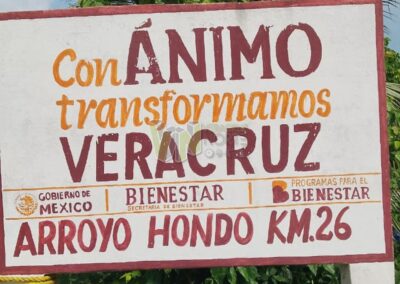 Con ÁNIMO
transformamos
VERACRUZ
GOBIERNO DE
MÉXICO
BIENESTAR
SECRETARÍA DE BIENESTAR
PROGRAMAS PARA EL
BIENESTAR
ARROYO HONDO KM.26